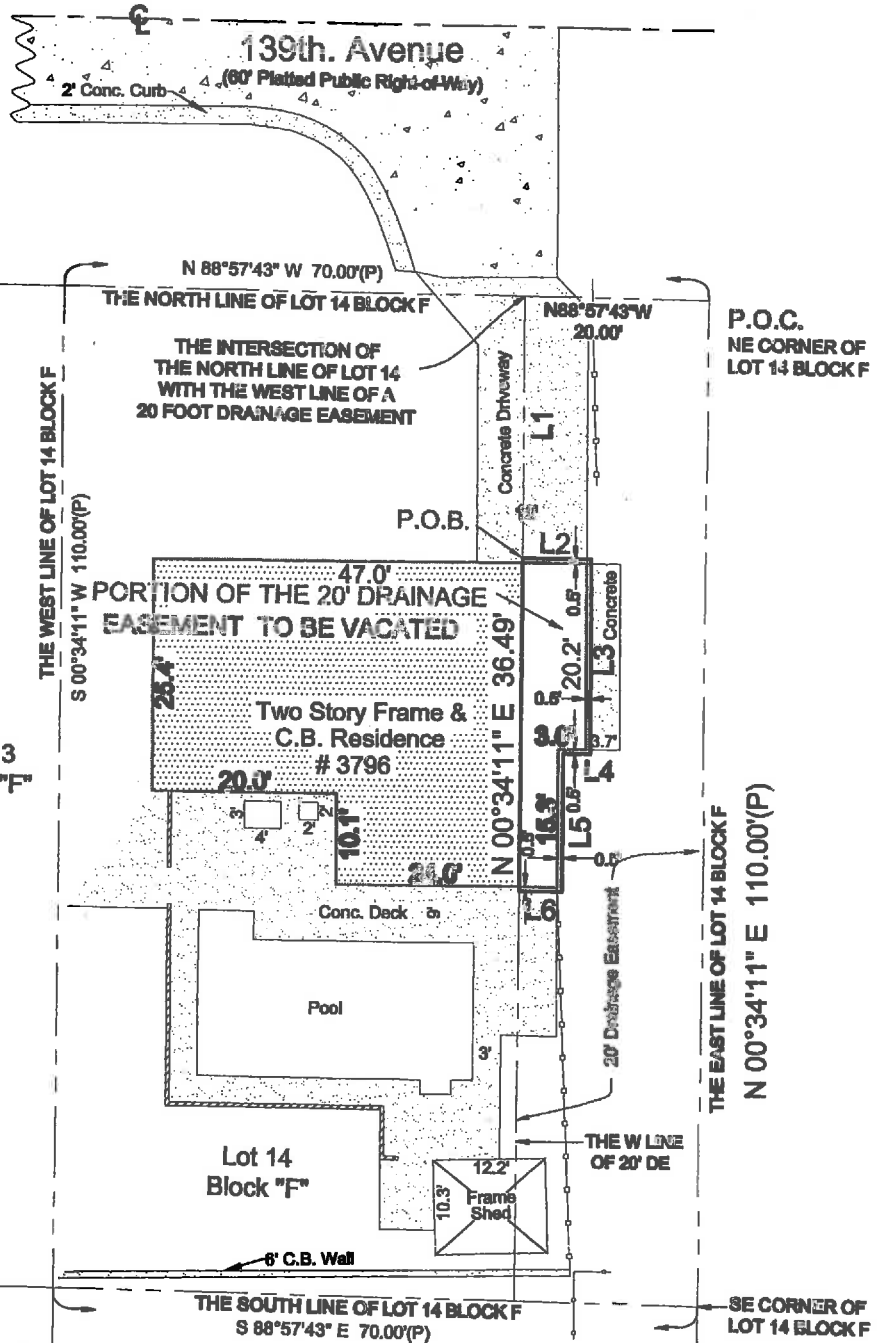 ℄
139th. Avenue
(60' Platted Public Right-of-Way)
2' Conc. Curb
N 88°57'43" W 70.00'(P)
THE NORTH LINE OF LOT 14 BLOCK F
N88°57'43"W
20.00'
P.O.C.
NE CORNER OF
LOT 14 BLOCK F
THE INTERSECTION OF
THE NORTH LINE OF LOT 14
WITH THE WEST LINE OF A
20 FOOT DRAINAGE EASEMENT
Concrete Driveway
L1
THE WEST LINE OF LOT 14 BLOCK F
S 00°34'11" W 110.00'(P)
P.O.B.
L2
47.0'
PORTION OF THE 20' DRAINAGE
EASEMENT TO BE VACATED
0.5'
20.2'
L3
Concrete
25.4'
N 00°34'11" E 36.49'
Two Story Frame &
C.B. Residence
# 3796
0.5'
3.7'
L4
3
"F"
20.0'
3'
4'
2'
2'
10.1'
0.5'
L5
0.5'
L6
Conc. Deck
Pool
3'
20' Drainage Easement
THE EAST LINE OF LOT 14 BLOCK F
N 00°34'11" E 110.00'(P)
THE W LINE
OF 20' DE
Lot 14
Block "F"
12.2'
10.3'
Frame
Shed
6' C.B. Wall
THE SOUTH LINE OF LOT 14 BLOCK F
S 88°57'43" E 70.00'(P)
SE CORNER OF
LOT 14 BLOCK F